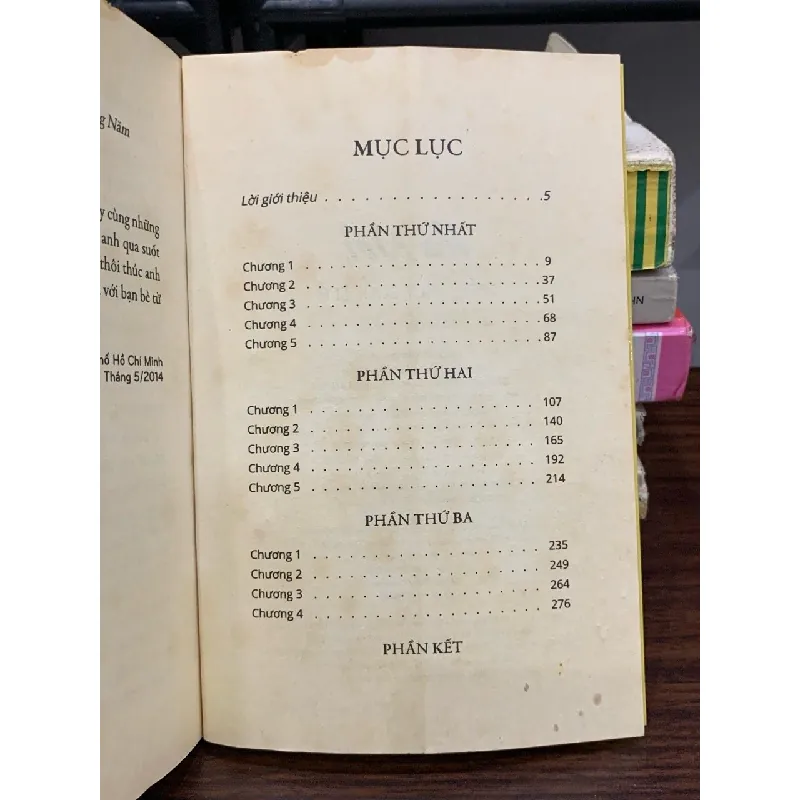 g Năm
y cùng những
anh qua suốt
thôi thúc anh
với bạn bè từ
hố Hồ Chí Minh
Tháng 5/2014
MỤC LỤC
Lời giới thiệu . . . . . . . . . . . . . . . . . . 5
PHẦN THỨ NHẤT
Chương 1 . . . . . . . . . . . . . . . . . . . 9
Chương 2 . . . . . . . . . . . . . . . . . . . 37
Chương 3 . . . . . . . . . . . . . . . . . . . 51
Chương 4 . . . . . . . . . . . . . . . . . . . 68
Chương 5 . . . . . . . . . . . . . . . . . . . 87
PHẦN THỨ HAI
Chương 1 . . . . . . . . . . . . . . . . . . . 107
Chương 2 . . . . . . . . . . . . . . . . . . . 140
Chương 3 . . . . . . . . . . . . . . . . . . . 165
Chương 4 . . . . . . . . . . . . . . . . . . . 192
Chương 5 . . . . . . . . . . . . . . . . . . . 214
PHẦN THỨ BA
Chương 1 . . . . . . . . . . . . . . . . . . . 235
Chương 2 . . . . . . . . . . . . . . . . . . . 249
Chương 3 . . . . . . . . . . . . . . . . . . . 264
Chương 4 . . . . . . . . . . . . . . . . . . . 276
PHẦN KẾT
HN